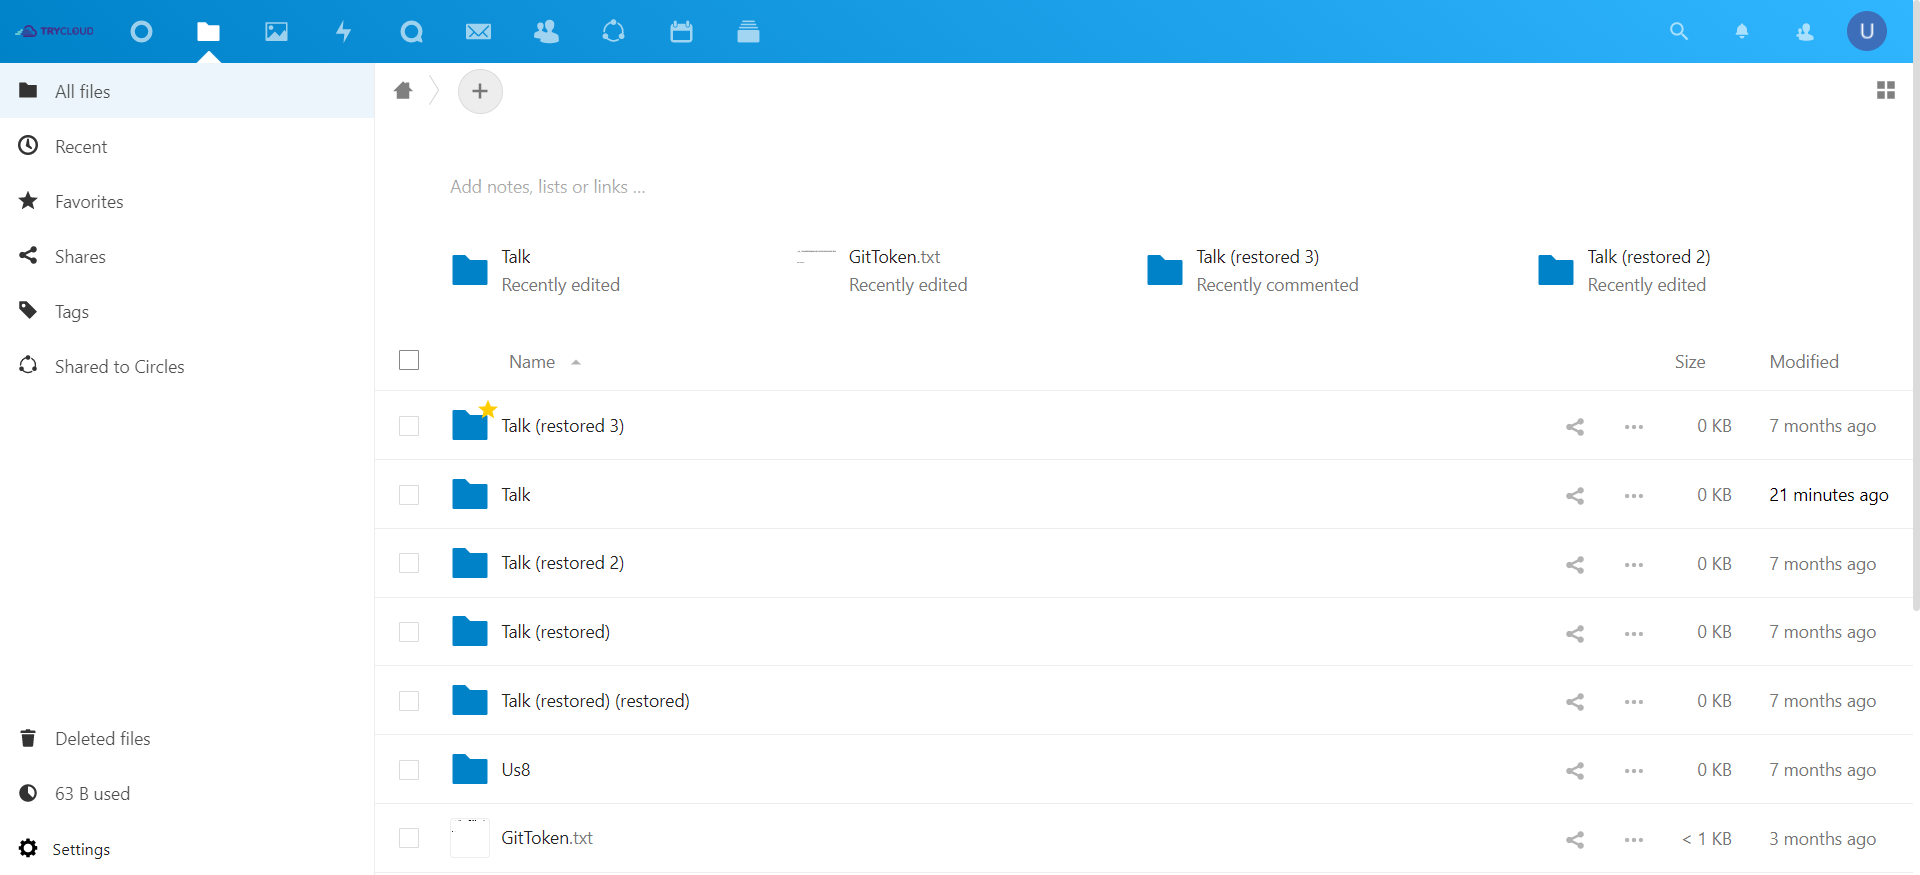 TRYCLOUD
U
All files
Recent
Favorites
Shares
Tags
Shared to Circles
Deleted files
63 B used
Settings
Add notes, lists or links ...
Talk
Recently edited
GitToken.txt
Recently edited
Talk (restored 3)
Recently commented
Talk (restored 2)
Recently edited
Name Size Modified
Talk (restored 3) 0 KB 7 months ago
Talk 0 KB 21 minutes ago
Talk (restored 2) 0 KB 7 months ago
Talk (restored) 0 KB 7 months ago
Talk (restored) (restored) 0 KB 7 months ago
Us8 0 KB 7 months ago
GitToken.txt < 1 KB 3 months ago